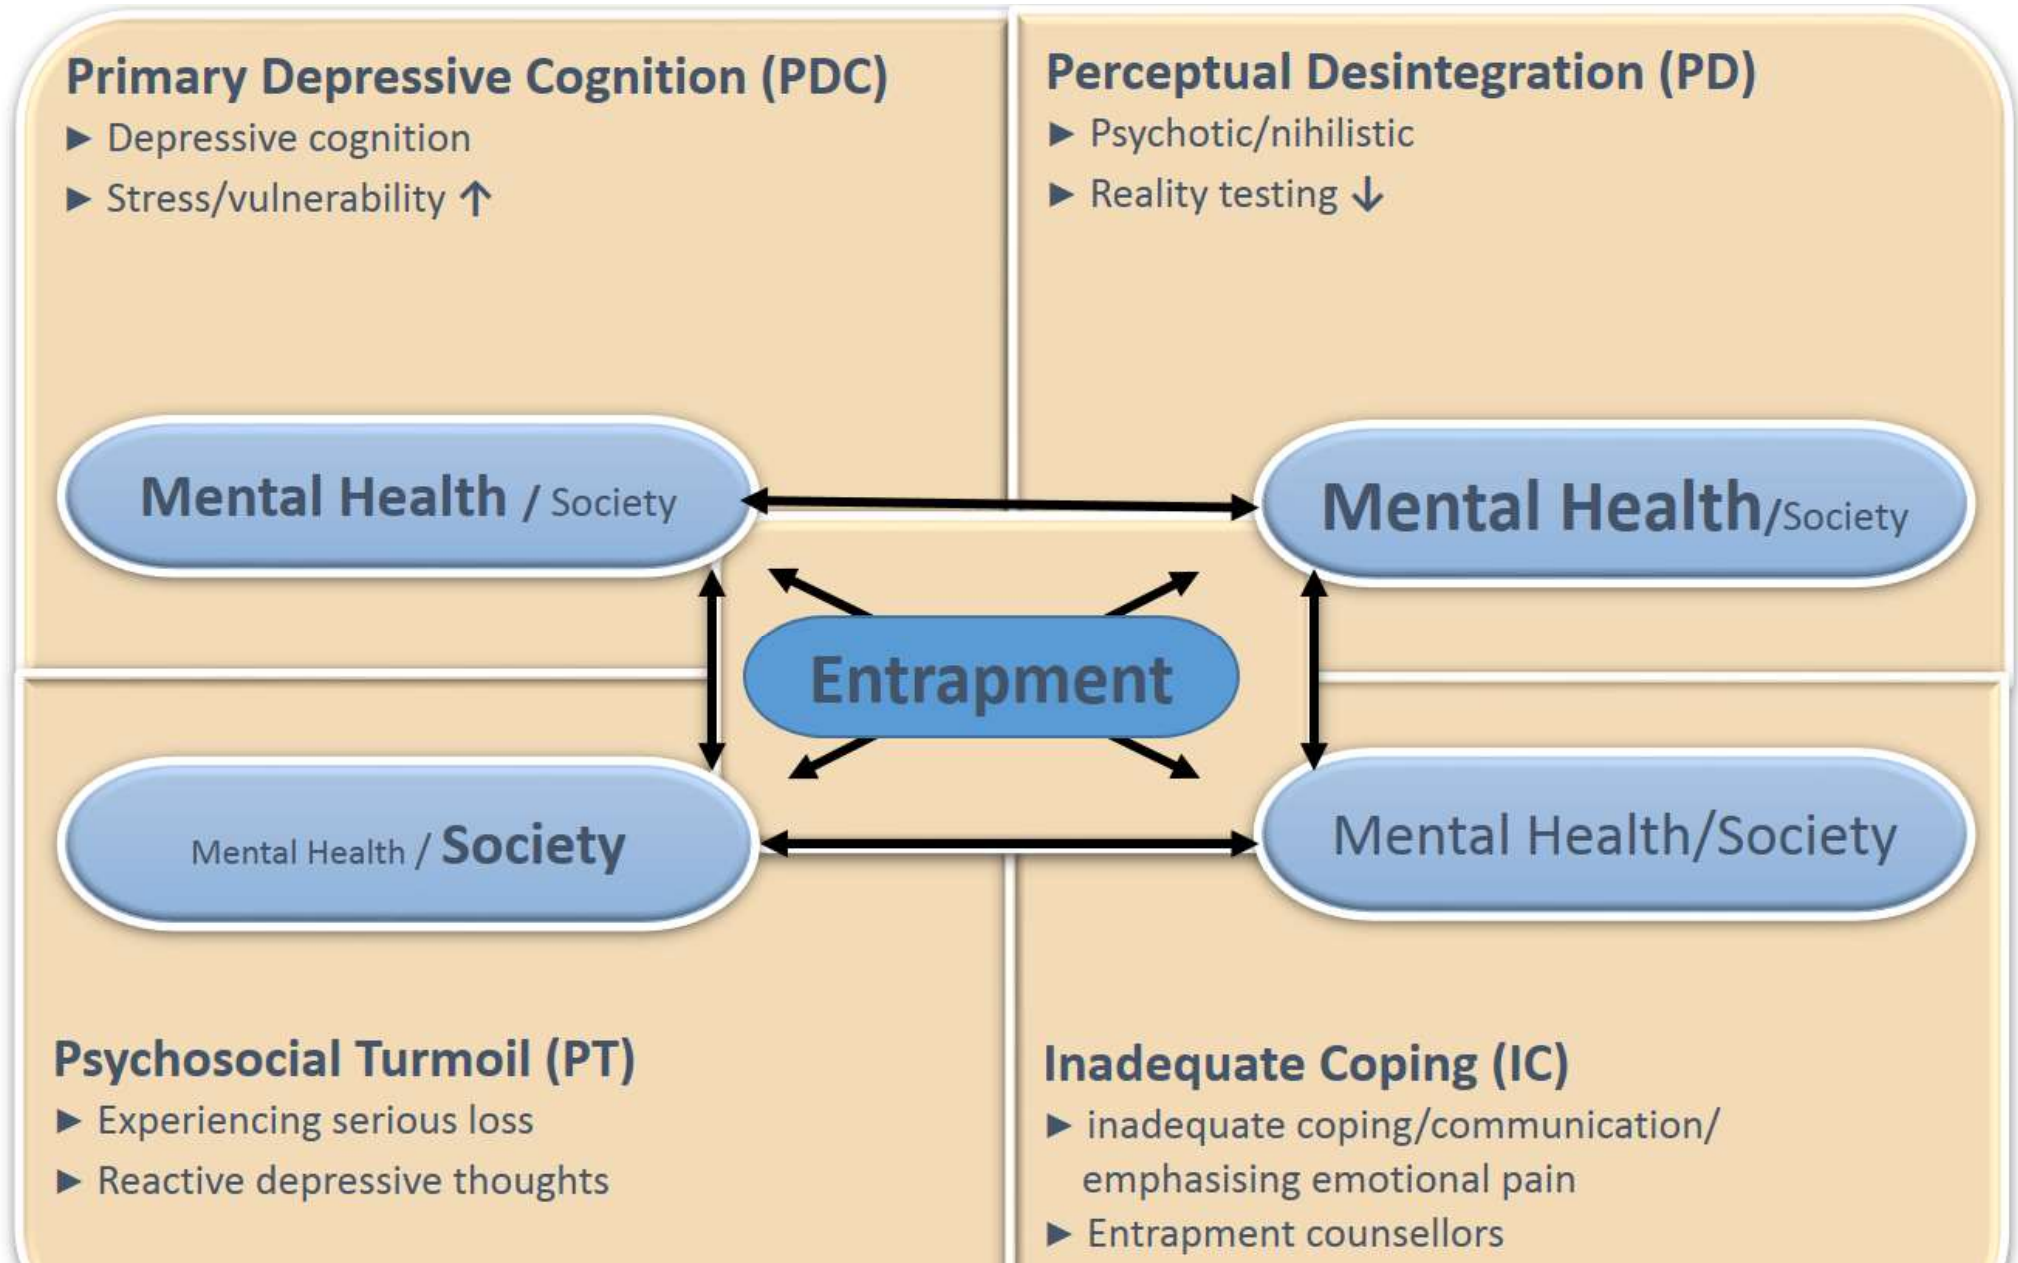 Primary Depressive Cognition (PDC)
► Depressive cognition
► Stress/vulnerability ↑
Perceptual Desintegration (PD)
► Psychotic/nihilistic
► Reality testing ↓
Mental Health / Society
Mental Health/Society
Entrapment
Mental Health / Society
Mental Health/Society
Psychosocial Turmoil (PT)
► Experiencing serious loss
► Reactive depressive thoughts
Inadequate Coping (IC)
► inadequate coping/communication/
emphasising emotional pain
► Entrapment counsellors